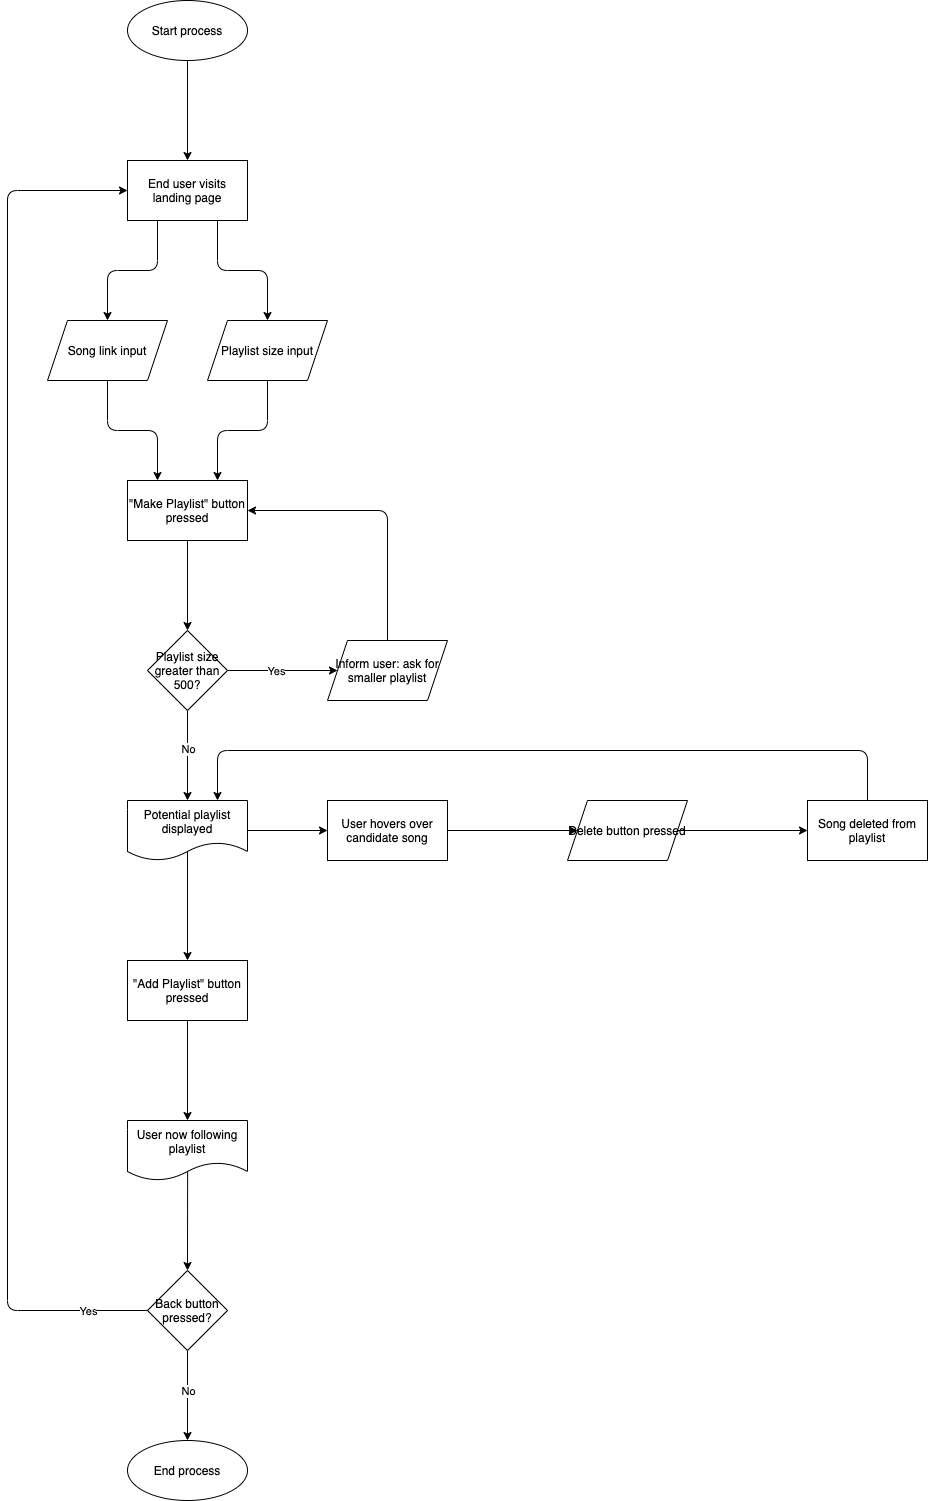 Start process
End user visits
landing page
Song link input
Playlist size input
"Make Playlist" button
pressed
Playlist size
greater than
500?
Yes
Inform user: ask for
smaller playlist
No
Potential playlist
displayed
User hovers over
candidate song
Delete button pressed
Song deleted from
playlist
"Add Playlist" button
pressed
User now following
playlist
Back button
pressed?
Yes
No
End process